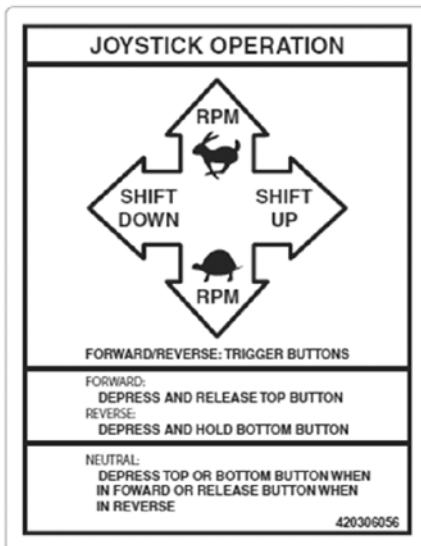 JOYSTICK OPERATION
RPM
SHIFT SHIFT
DOWN UP
RPM
FORWARD/REVERSE: TRIGGER BUTTONS
FORWARD:
DEPRESS AND RELEASE TOP BUTTON
REVERSE:
DEPRESS AND HOLD BOTTOM BUTTON
NEUTRAL:
DEPRESS TOP OR BOTTOM BUTTON WHEN
IN FOWARD OR RELEASE BUTTON WHEN
IN REVERSE
420306056